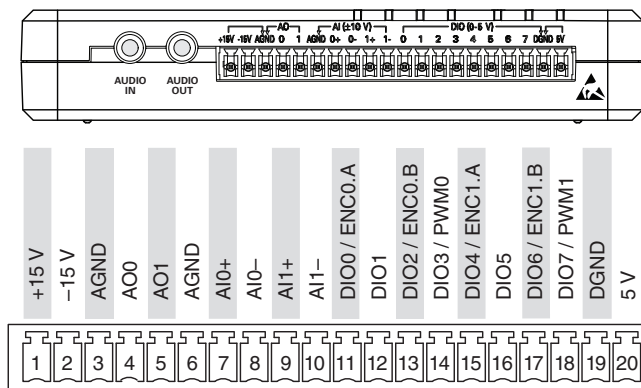 AO AI (±10 V) DIO (0-5 V)
+15V -15V AGND 0 1 AGND 0+ 0- 1+ 1- 0 1 2 3 4 5 6 7 DGND 5V
AUDIO IN
AUDIO OUT
+15 V
–15 V
AGND
AO0
AO1
AGND
AI0+
AI0–
AI1+
AI1–
DIO0 / ENC0.A
DIO1
DIO2 / ENC0.B
DIO3 / PWM0
DIO4 / ENC1.A
DIO5
DIO6 / ENC1.B
DIO7 / PWM1
DGND
5 V
1 2 3 4 5 6 7 8 9 10 11 12 13 14 15 16 17 18 19 20